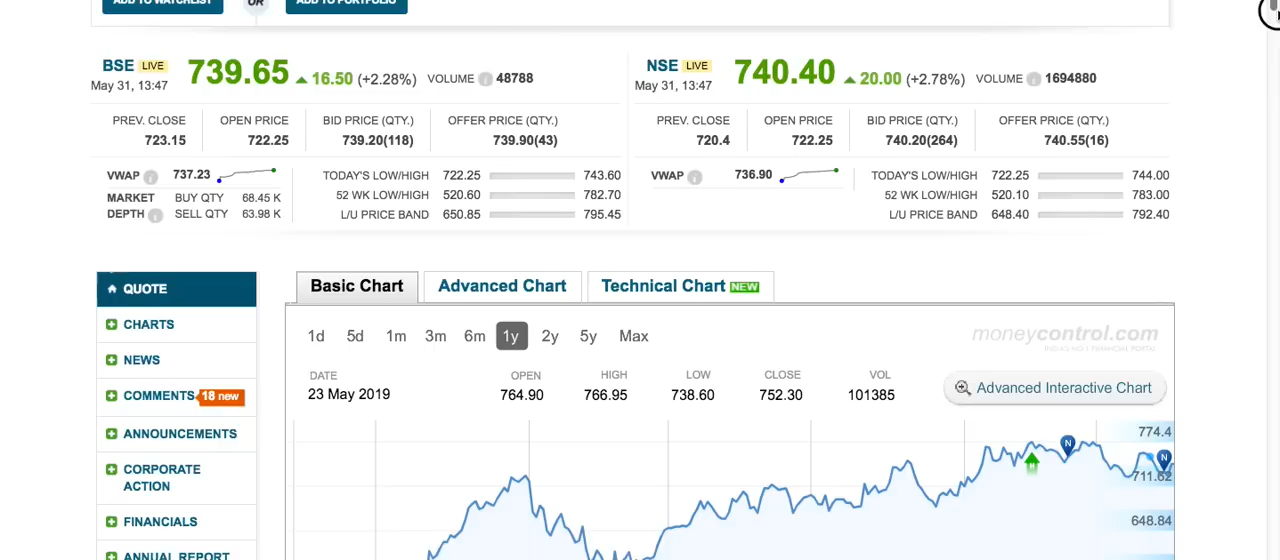 ADD TO WATCHLIST OR ADD TO PORTFOLIO
BSE LIVE 739.65 16.50 (+2.28%) VOLUME i 48788
May 31, 13:47
PREV. CLOSE OPEN PRICE BID PRICE (QTY.) OFFER PRICE (QTY.)
723.15 722.25 739.20(118) 739.90(43)
VWAP i 737.23 TODAY'S LOW/HIGH 722.25 743.60
MARKET BUY QTY 68.45 K 52 WK LOW/HIGH 520.60 782.70
DEPTH i SELL QTY 63.98 K L/U PRICE BAND 650.85 795.45
NSE LIVE 740.40 20.00 (+2.78%) VOLUME i 1694880
May 31, 13:47
PREV. CLOSE OPEN PRICE BID PRICE (QTY.) OFFER PRICE (QTY.)
720.4 722.25 740.20(264) 740.55(16)
VWAP i 736.90 TODAY'S LOW/HIGH 722.25 744.00
52 WK LOW/HIGH 520.10 783.00
L/U PRICE BAND 648.40 792.40
QUOTE
CHARTS
NEWS
COMMENTS 18 new
ANNOUNCEMENTS
CORPORATE
ACTION
FINANCIALS
ANNUAL REPORT
Basic Chart Advanced Chart Technical Chart NEW
1d 5d 1m 3m 6m 1y 2y 5y Max
moneycontrol.com
INDIA'S NO.1 FINANCIAL PORTAL
DATE OPEN HIGH LOW CLOSE VOL
23 May 2019 764.90 766.95 738.60 752.30 101385
Advanced Interactive Chart
774.4
N N
711.62
648.84